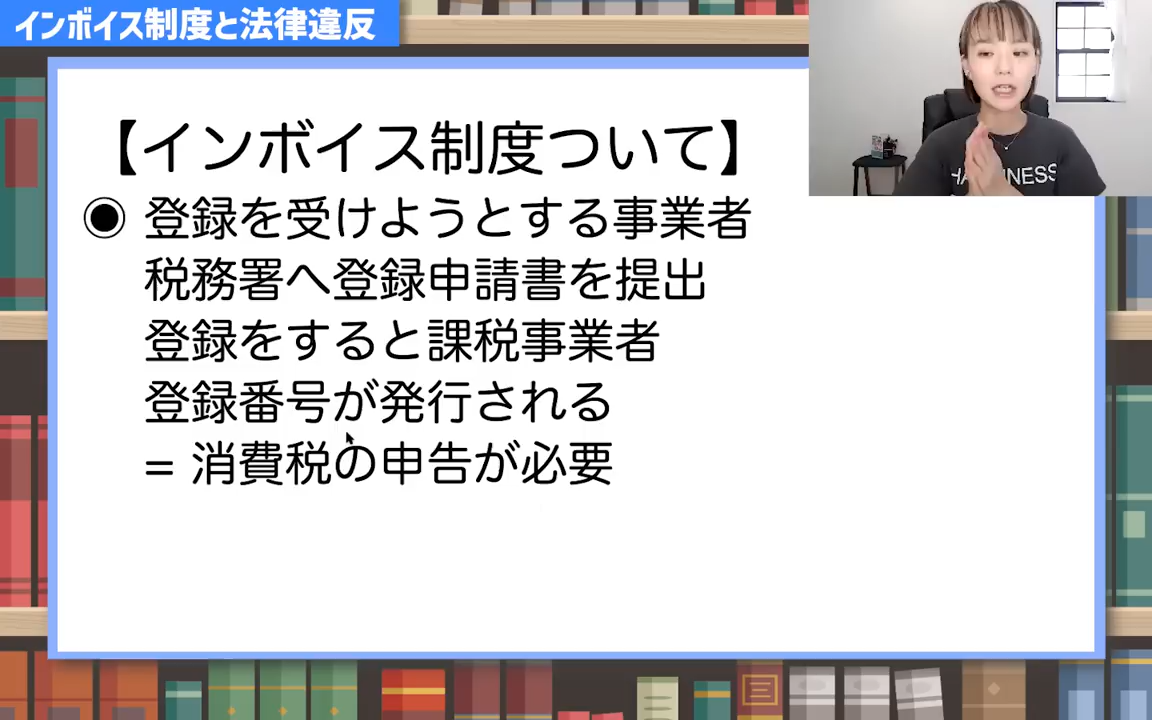 インボイス制度と法律違反
【インボイス制度ついて】
◉ 登録を受けようとする事業者
税務署へ登録申請書を提出
登録をすると課税事業者
登録番号が発行される
= 消費税の申告が必要